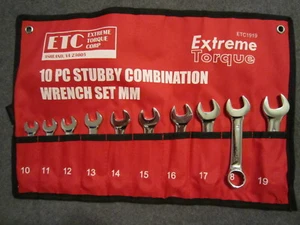 ETC
EXTREME
TORQUE
CORP
ETC1919
Extreme
Torque
10 PC STUBBY COMBINATION
WRENCH SET MM
10 11 12 13 14 15 16 17 8 19